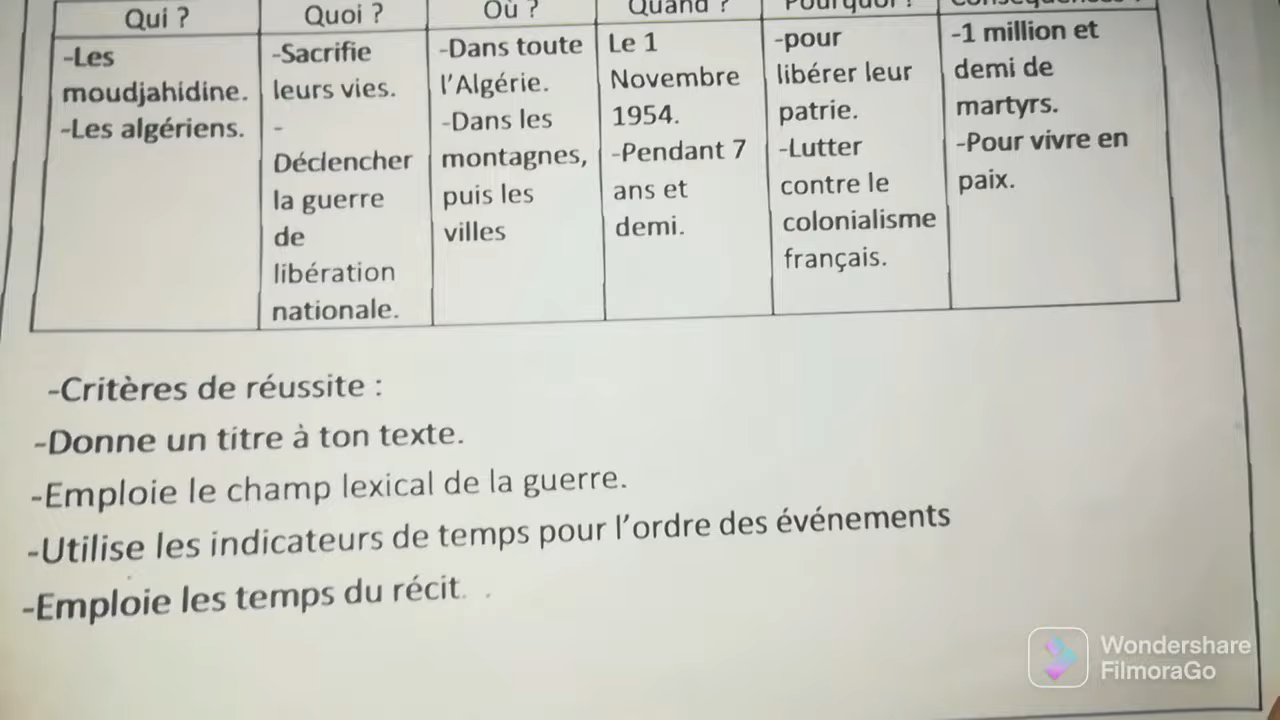 Qui ?
Quoi ?
Où ?
Quand ?
Pourquoi ?
Conséquences ?
-Les
moudjahidine.
-Les algériens.
-Sacrifie
leurs vies.
-
Déclencher
la guerre
de
libération
nationale.
-Dans toute
l'Algérie.
-Dans les
montagnes,
puis les
villes
Le 1
Novembre
1954.
-Pendant 7
ans et
demi.
-pour
libérer leur
patrie.
-Lutter
contre le
colonialisme
français.
-1 million et
demi de
martyrs.
-Pour vivre en
paix.
-Critères de réussite :
-Donne un titre à ton texte.
-Emploie le champ lexical de la guerre.
-Utilise les indicateurs de temps pour l'ordre des événements
-Emploie les temps du récit. .
Wondershare
FilmoraGo